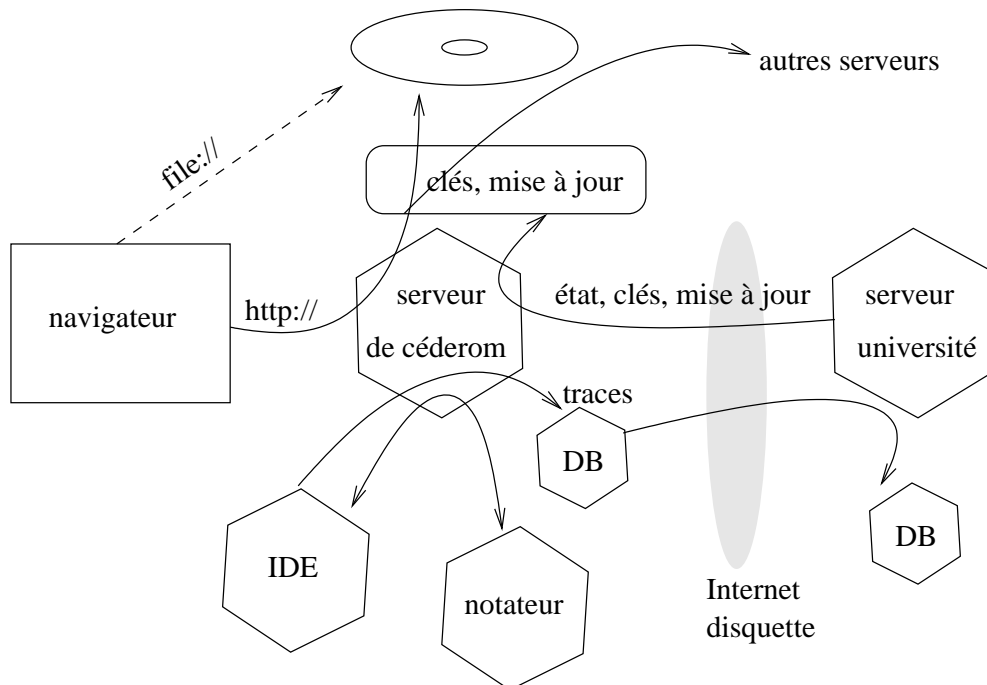 autres serveurs
file://
clés, mise à jour
navigateur
http://
serveur
de céderom
état, clés, mise à jour
serveur
université
traces
DB
IDE
notateur
DB
Internet
disquette